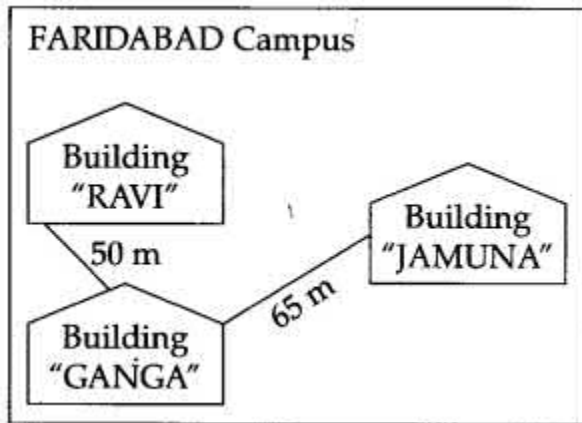 FARIDABAD Campus
Building
"RAVI"
50 m
Building
"JAMUNA"
65 m
Building
"GANGA"